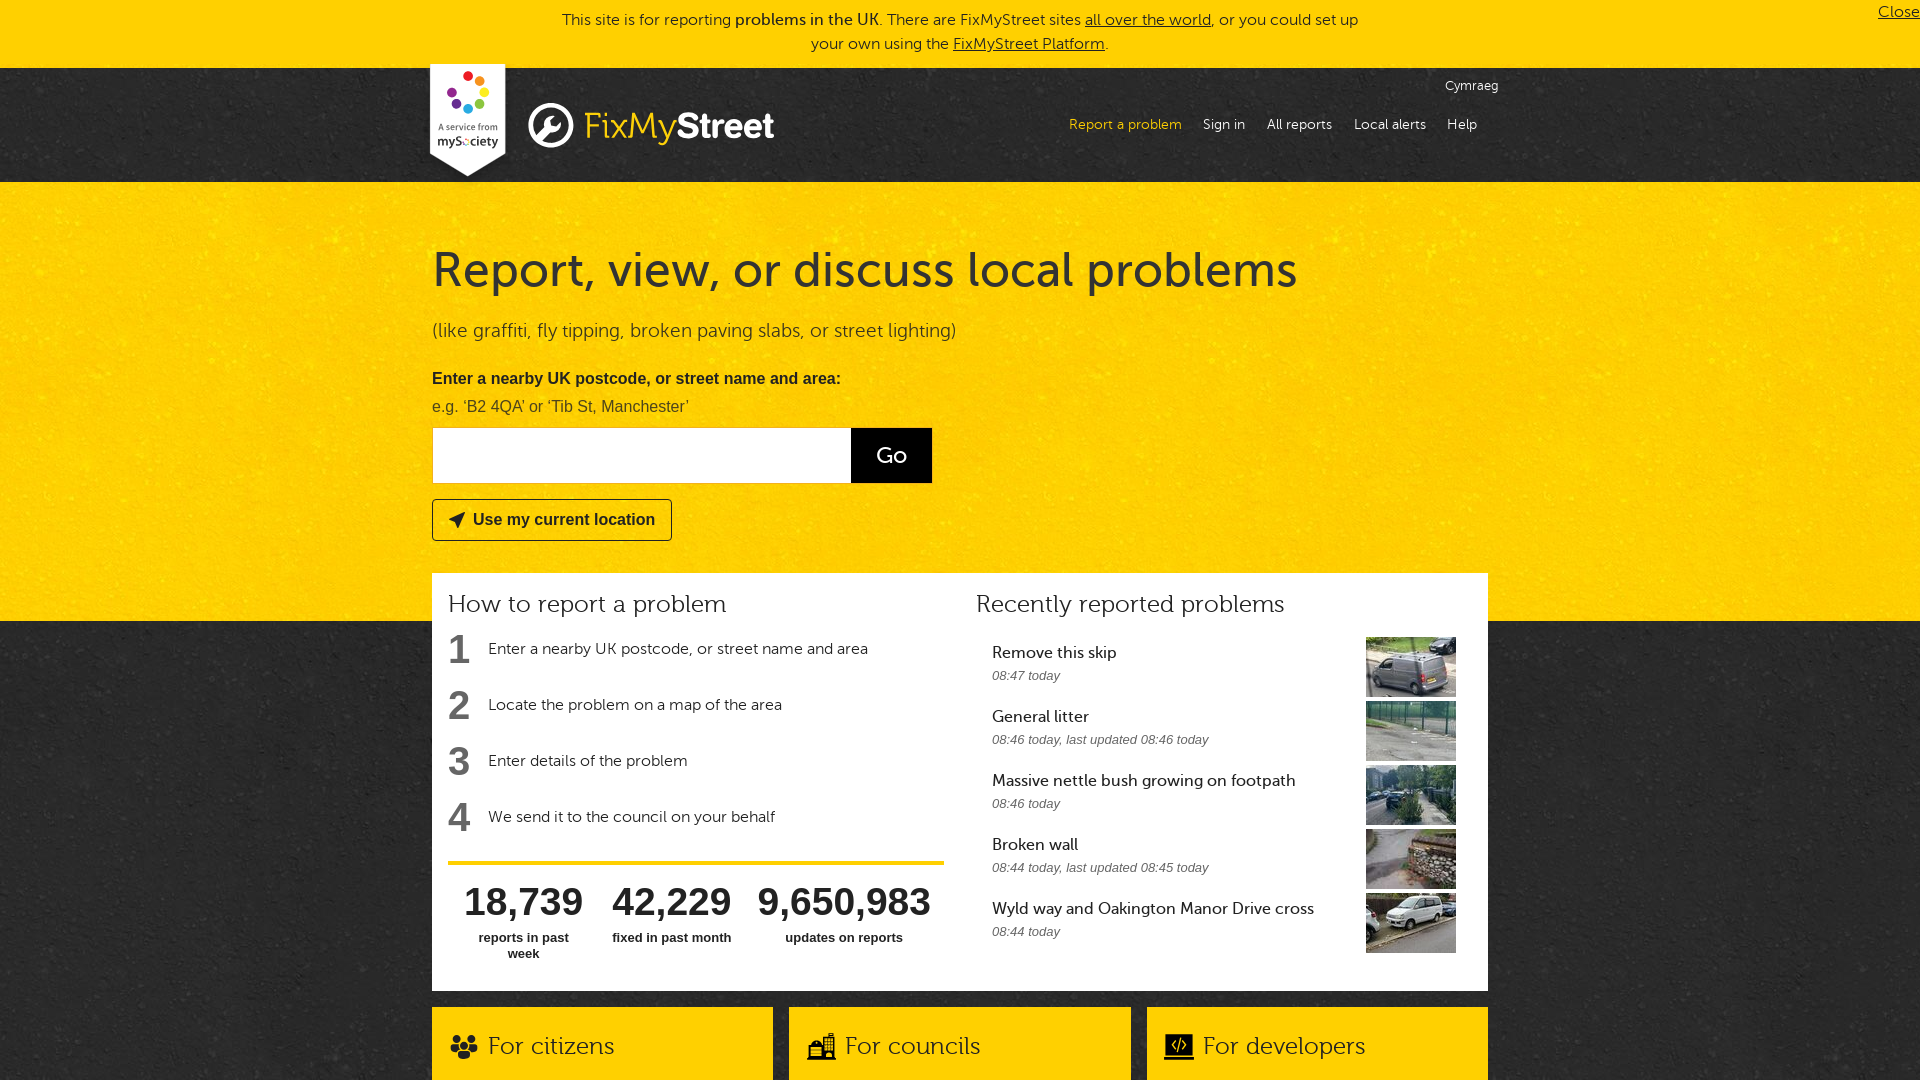 This site is for reporting problems in the UK. There are FixMyStreet sites all over the world, or you could set up
your own using the FixMyStreet Platform.
Close
A service from
mySociety
FixMyStreet
Cymraeg
Report a problem
Sign in
All reports
Local alerts
Help
Report, view, or discuss local problems
(like graffiti, fly tipping, broken paving slabs, or street lighting)
Enter a nearby UK postcode, or street name and area:
e.g. ‘B2 4QA’ or ‘Tib St, Manchester’
Go
Use my current location
How to report a problem
1 Enter a nearby UK postcode, or street name and area
2 Locate the problem on a map of the area
3 Enter details of the problem
4 We send it to the council on your behalf
18,739
reports in past
week
42,229
fixed in past month
9,650,983
updates on reports
Recently reported problems
Remove this skip
08:47 today
General litter
08:46 today, last updated 08:46 today
Massive nettle bush growing on footpath
08:46 today
Broken wall
08:44 today, last updated 08:45 today
Wyld way and Oakington Manor Drive cross
08:44 today
For citizens
For councils
For developers